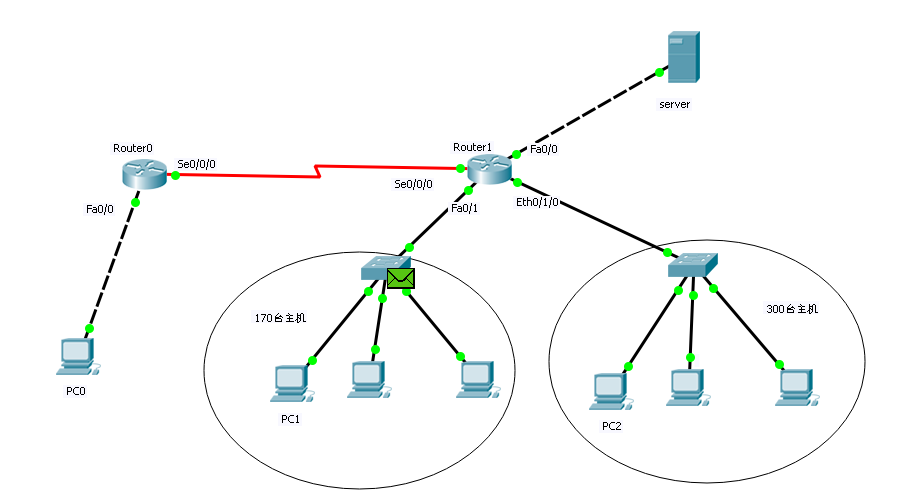 server
Router0
Se0/0/0
Router1
Fa0/0
Se0/0/0
Fa0/1
Eth0/1/0
Fa0/0
170台主机
300台主机
PC0
PC1
PC2